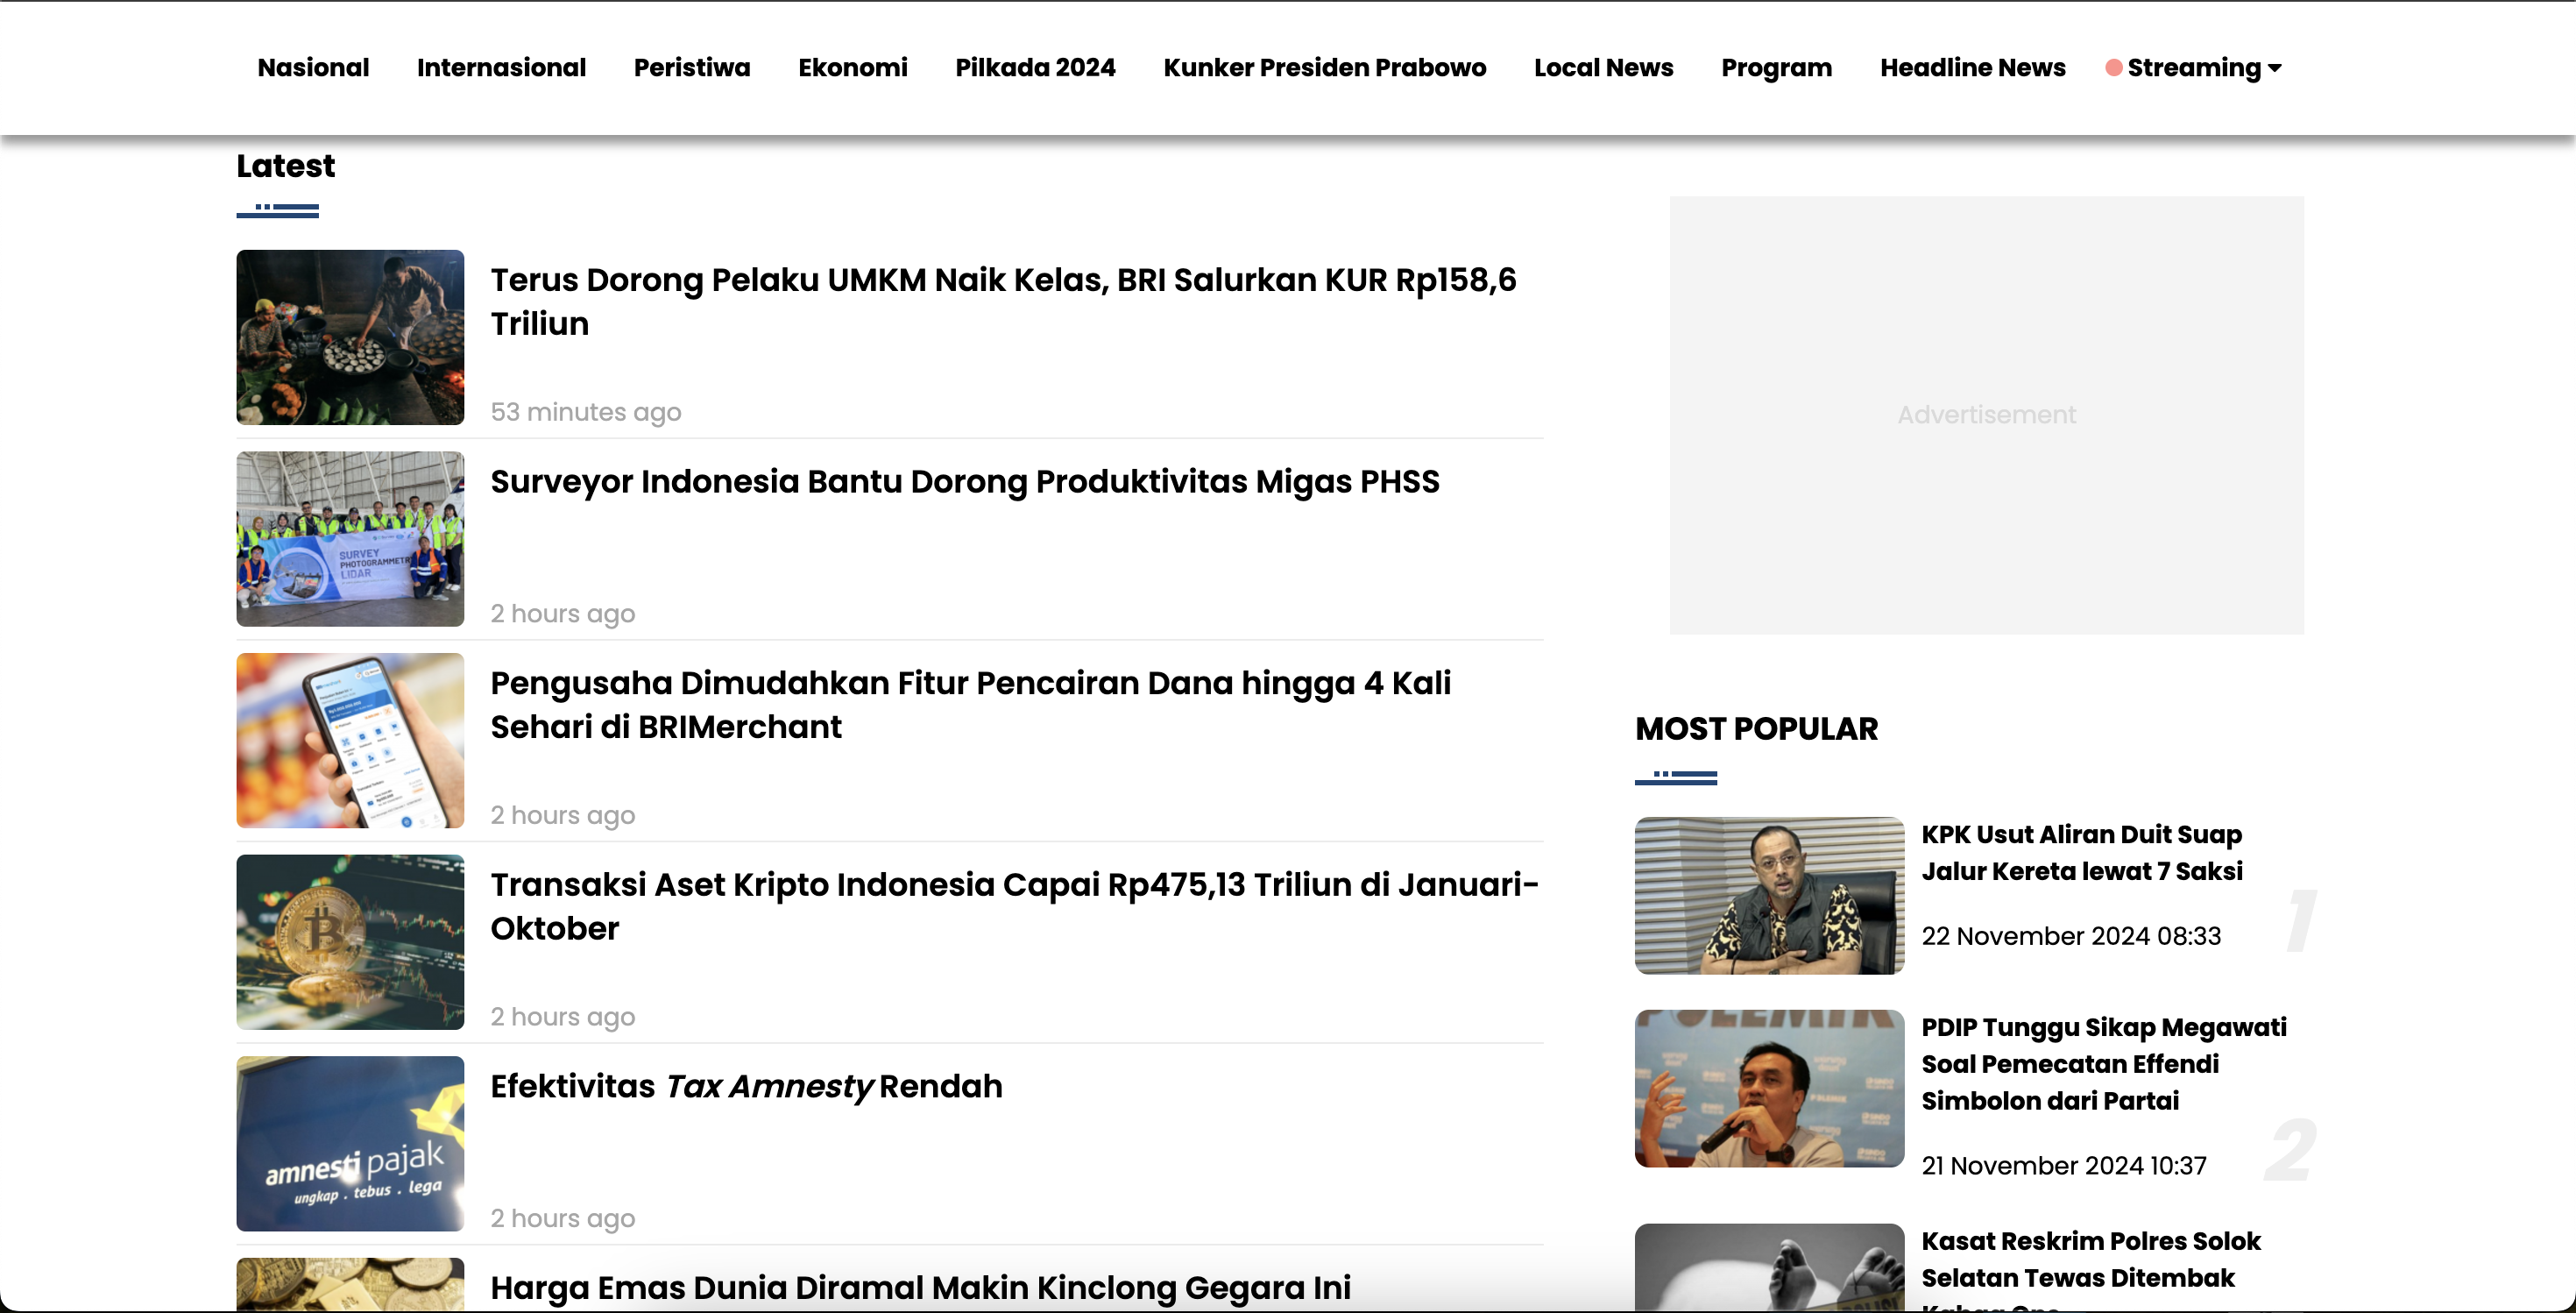 Nasional Internasional Peristiwa Ekonomi Pilkada 2024 Kunker Presiden Prabowo Local News Program Headline News Streaming
Latest
Terus Dorong Pelaku UMKM Naik Kelas, BRI Salurkan KUR Rp158,6
Triliun
53 minutes ago
SURVEY
PHOTOGRAMMETR
LIDAR
Surveyor Indonesia Bantu Dorong Produktivitas Migas PHSS
2 hours ago
Pengusaha Dimudahkan Fitur Pencairan Dana hingga 4 Kali
Sehari di BRIMerchant
2 hours ago
Transaksi Aset Kripto Indonesia Capai Rp475,13 Triliun di Januari-
Oktober
2 hours ago
amnesti pajak
ungkap . tebus . lega
Efektivitas Tax Amnesty Rendah
2 hours ago
Harga Emas Dunia Diramal Makin Kinclong Gegara Ini
Advertisement
MOST POPULAR
KPK Usut Aliran Duit Suap
Jalur Kereta lewat 7 Saksi
22 November 2024 08:33
1
POLEMIK
PDIP Tunggu Sikap Megawati
Soal Pemecatan Effendi
Simbolon dari Partai
21 November 2024 10:37
2
Kasat Reskrim Polres Solok
Selatan Tewas Ditembak